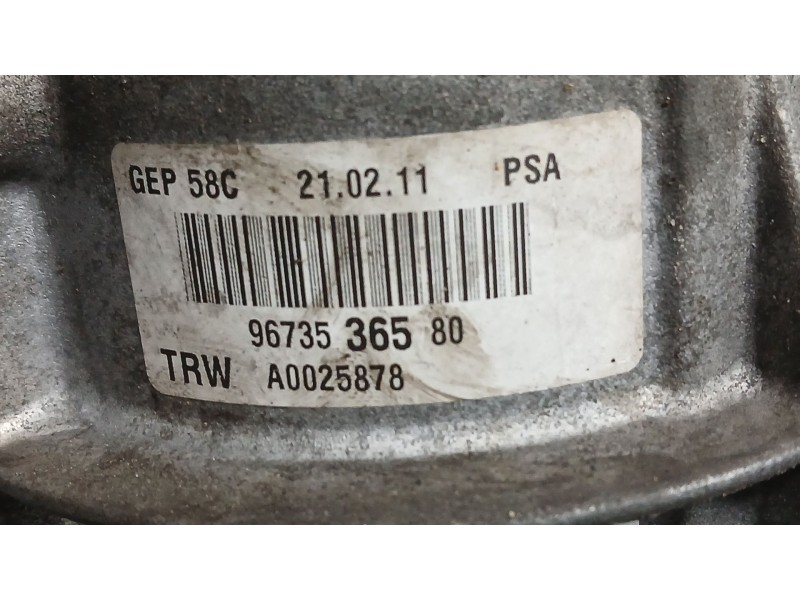 GEP 58C 21.02.11 PSA
96735 365 80
TRW A0025878